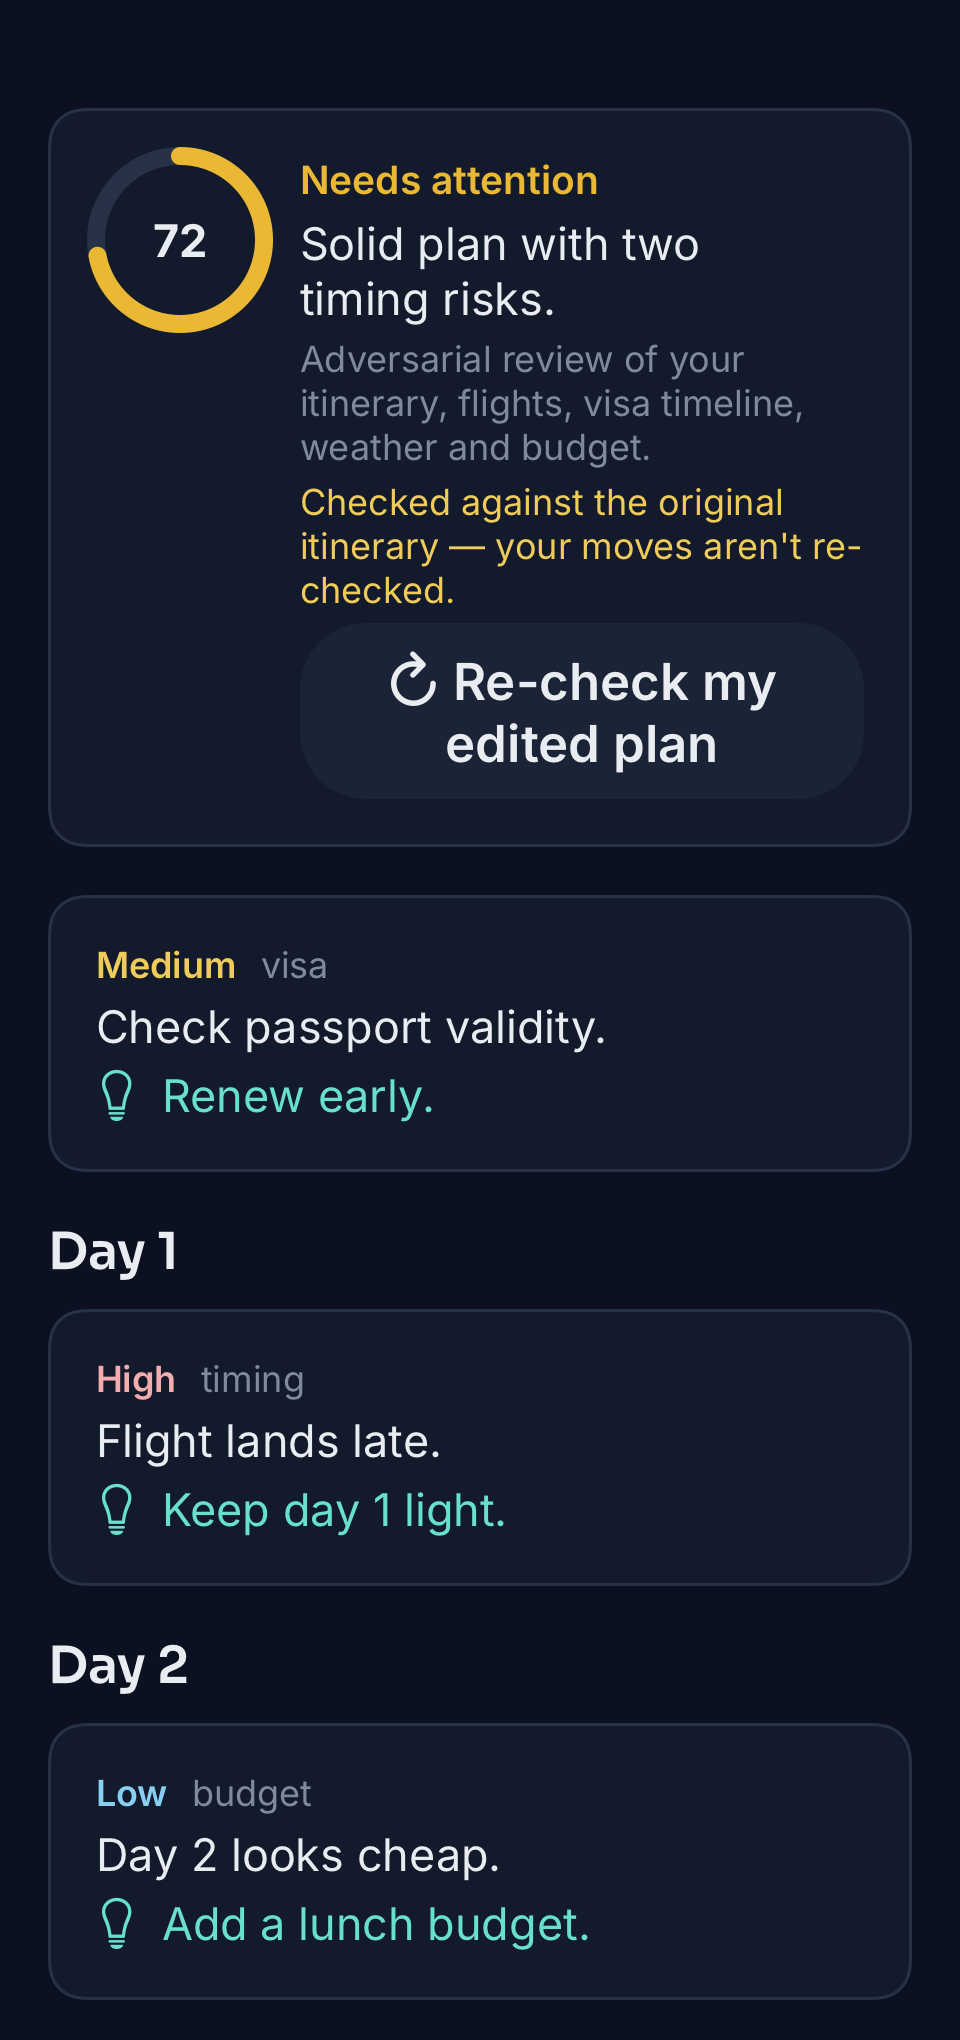 72
Needs attention
Solid plan with two
timing risks.
Adversarial review of your
itinerary, flights, visa timeline,
weather and budget.
Checked against the original
itinerary — your moves aren't re-
checked.
Re-check my
edited plan
Medium visa
Check passport validity.
Renew early.
Day 1
High timing
Flight lands late.
Keep day 1 light.
Day 2
Low budget
Day 2 looks cheap.
Add a lunch budget.